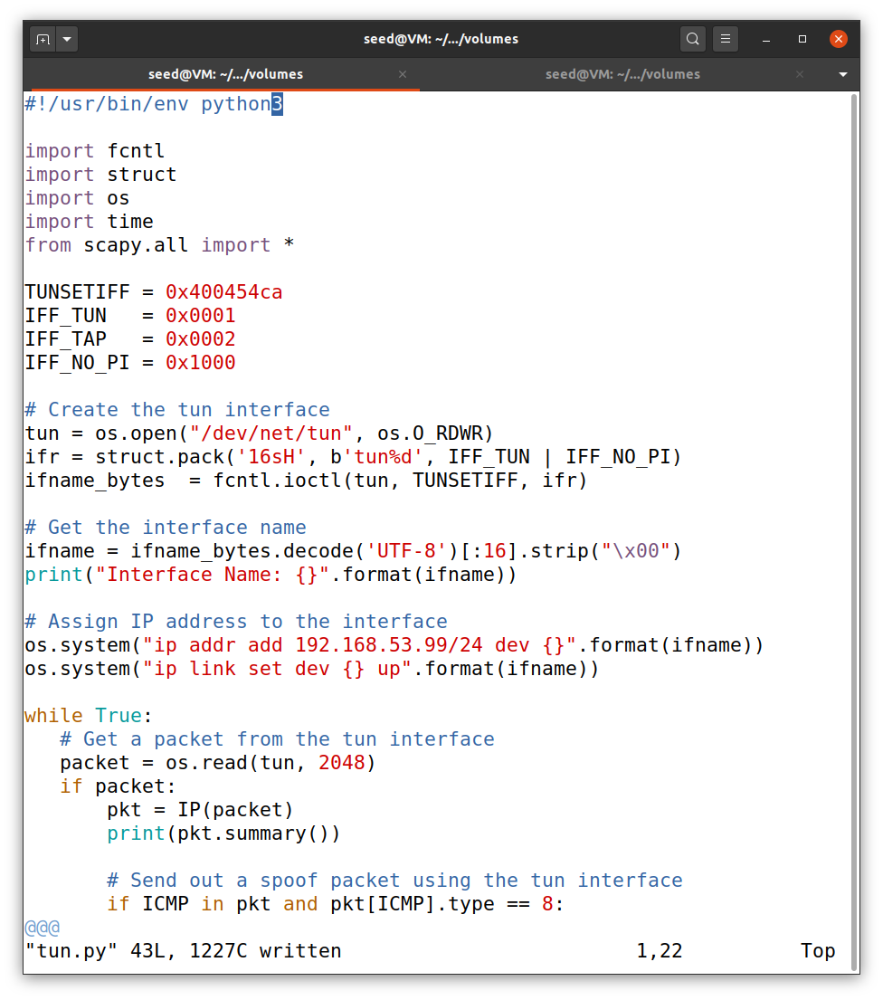 seed@VM: ~/.../volumes
seed@VM: ~/.../volumes
seed@VM: ~/.../volumes
#!/usr/bin/env python3

import fcntl
import struct
import os
import time
from scapy.all import *

TUNSETIFF = 0x400454ca
IFF_TUN   = 0x0001
IFF_TAP   = 0x0002
IFF_NO_PI = 0x1000

# Create the tun interface
tun = os.open("/dev/net/tun", os.O_RDWR)
ifr = struct.pack('16sH', b'tun%d', IFF_TUN | IFF_NO_PI)
ifname_bytes  = fcntl.ioctl(tun, TUNSETIFF, ifr)

# Get the interface name
ifname = ifname_bytes.decode('UTF-8')[:16].strip("\x00")
print("Interface Name: {}".format(ifname))

# Assign IP address to the interface
os.system("ip addr add 192.168.53.99/24 dev {}".format(ifname))
os.system("ip link set dev {} up".format(ifname))

while True:
   # Get a packet from the tun interface
   packet = os.read(tun, 2048)
   if packet:
       pkt = IP(packet)
       print(pkt.summary())

       # Send out a spoof packet using the tun interface
       if ICMP in pkt and pkt[ICMP].type == 8:
@@@
"tun.py" 43L, 1227C written 1,22 Top